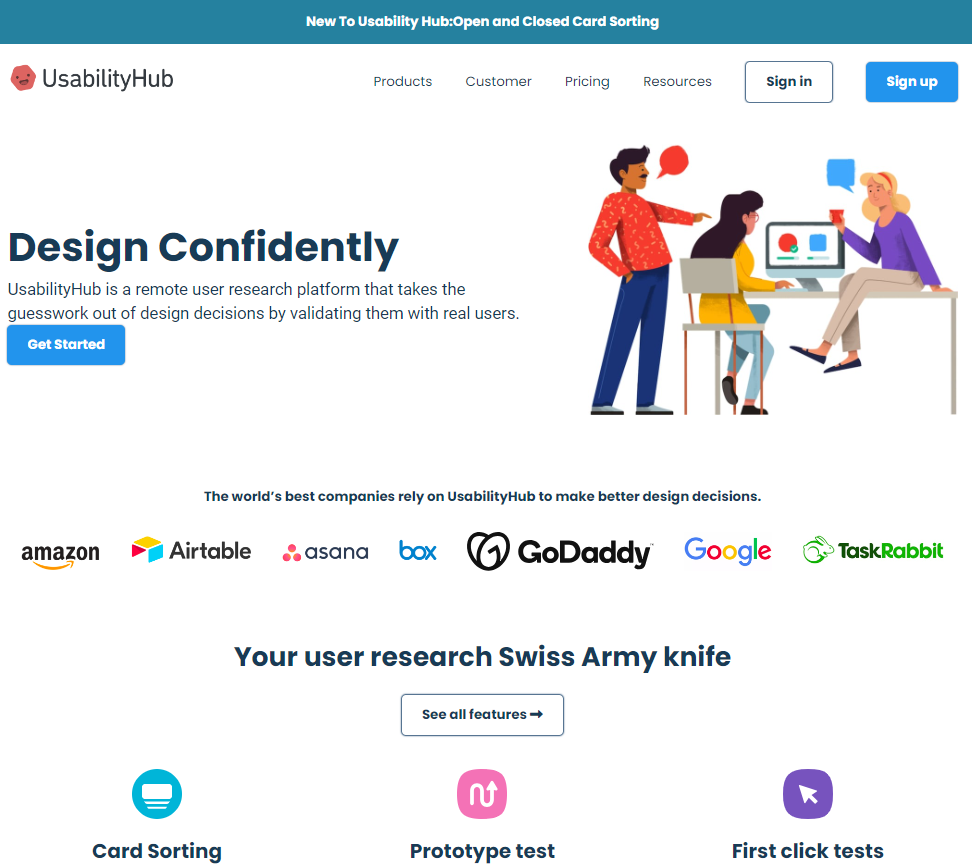 New To Usability Hub:Open and Closed Card Sorting
UsabilityHub
Products
Customer
Pricing
Resources
Sign in
Sign up
Design Confidently
UsabilityHub is a remote user research platform that takes the
guesswork out of design decisions by validating them with real users.
Get Started
The world’s best companies rely on UsabilityHub to make better design decisions.
amazon
Airtable
asana
box
GoDaddy™
Google
TaskRabbit
Your user research Swiss Army knife
See all features ➞
Card Sorting
Prototype test
First click tests